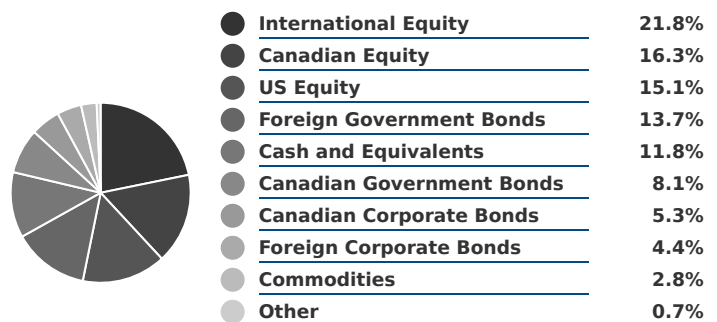 International Equity 21.8%
Canadian Equity 16.3%
US Equity 15.1%
Foreign Government Bonds 13.7%
Cash and Equivalents 11.8%
Canadian Government Bonds 8.1%
Canadian Corporate Bonds 5.3%
Foreign Corporate Bonds 4.4%
Commodities 2.8%
Other 0.7%